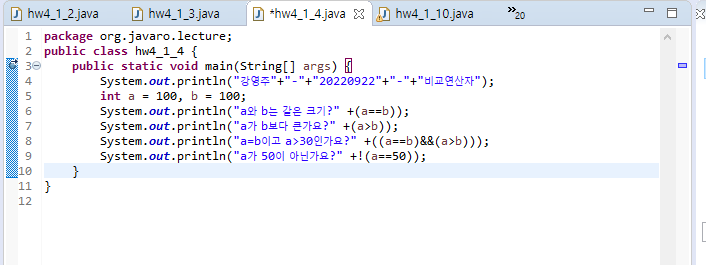 hw4_1_2.java hw4_1_3.java *hw4_1_4.java hw4_1_10.java »20
1 package org.javaro.lecture;
2 public class hw4_1_4 {
3 public static void main(String[] args) {
4 System.out.println("강영주"+"-"+"20220922"+"-"+"비교연산자");
5 int a = 100, b = 100;
6 System.out.println("a와 b는 같은 크기?" +(a==b));
7 System.out.println("a가 b보다 큰가요?" +(a>b));
8 System.out.println("a=b이고 a>30인가요?" +((a==b)&&(a>b)));
9 System.out.println("a가 50이 아닌가요?" +!(a==50));
10 }
11 }
12